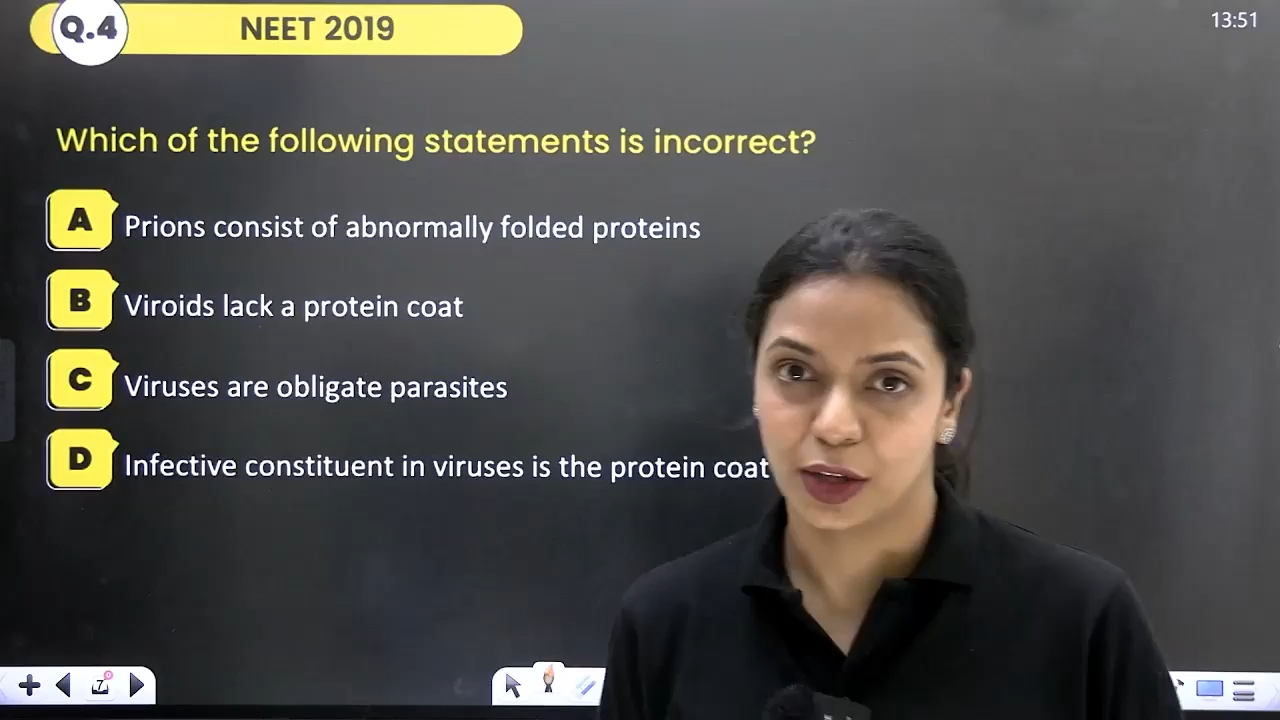 Q.4 NEET 2019
13:51
Which of the following statements is incorrect?
A Prions consist of abnormally folded proteins
B Viroids lack a protein coat
C Viruses are obligate parasites
D Infective constituent in viruses is the protein coat